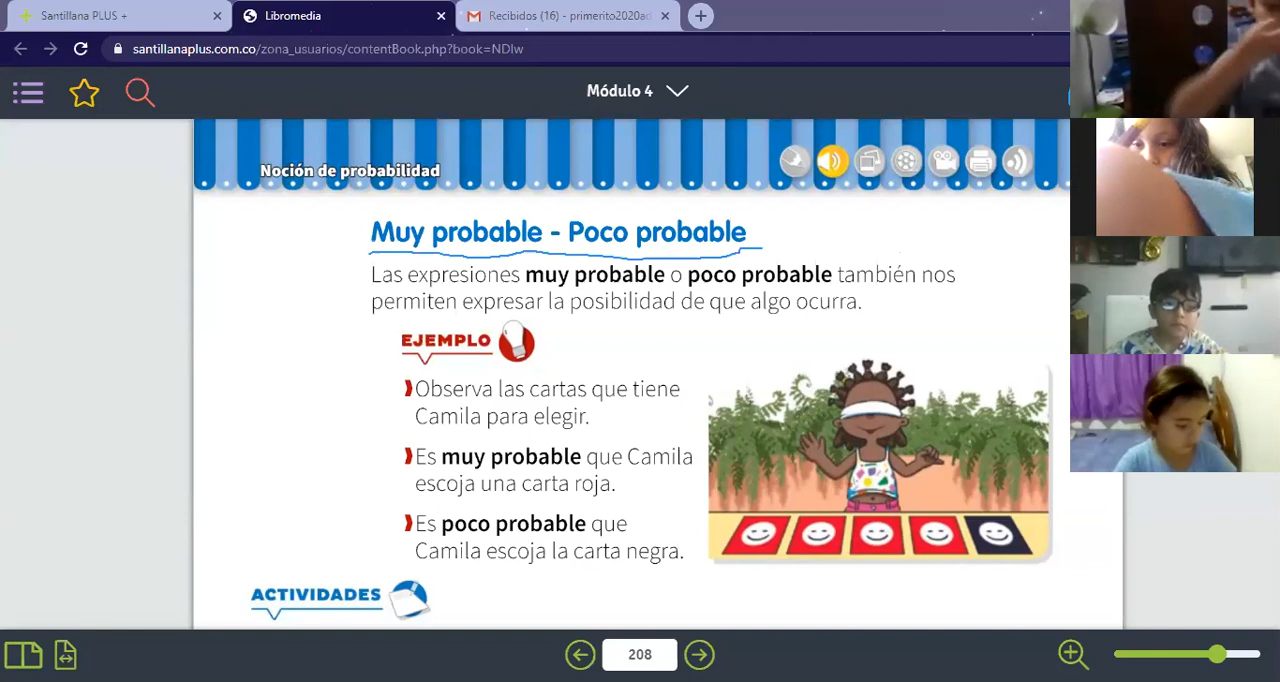 Santillana PLUS +
Libromedia
Recibidos (16) - primerito2020ad
santillanaplus.com.co/zona_usuarios/contentBook.php?book=NDIw
Módulo 4
Noción de probabilidad
Muy probable - Poco probable
Las expresiones muy probable o poco probable también nos
permiten expresar la posibilidad de que algo ocurra.
EJEMPLO
Observa las cartas que tiene
Camila para elegir.
Es muy probable que Camila
escoja una carta roja.
Es poco probable que
Camila escoja la carta negra.
ACTIVIDADES
208